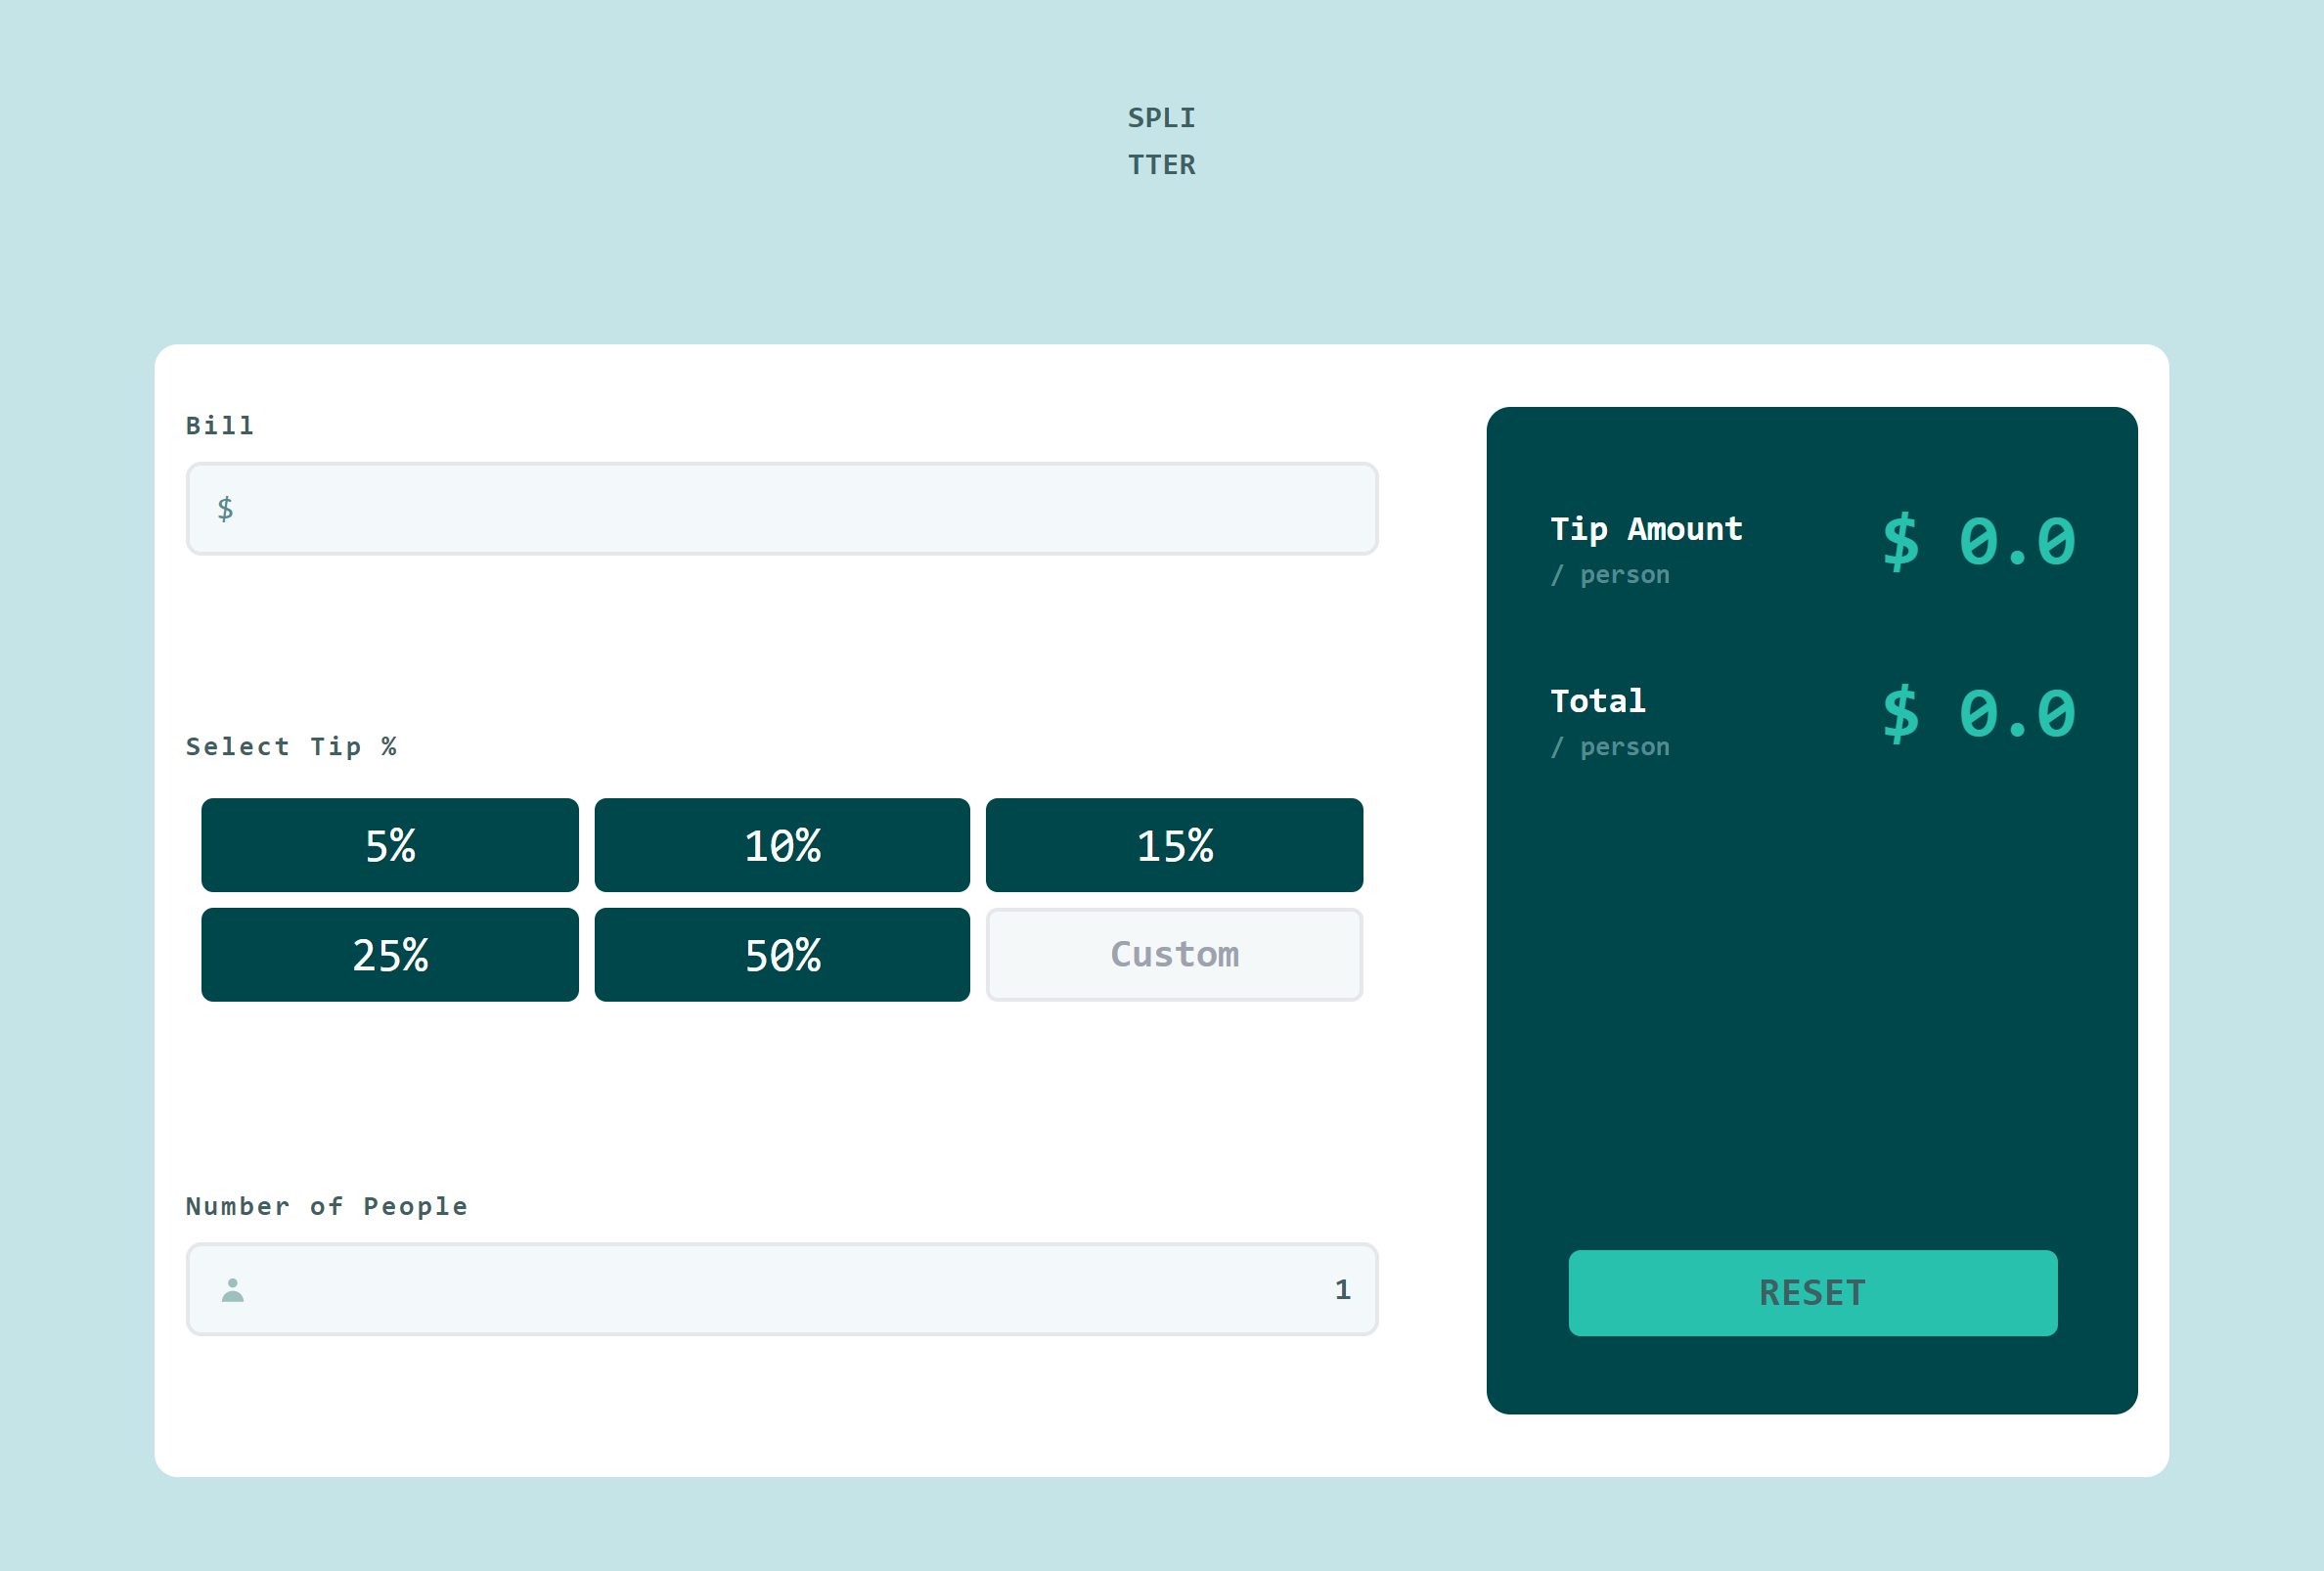 SPLI
TTER
Bill
$
Select Tip %
5% 10% 15%
25% 50% Custom
Number of People
1
Tip Amount $ 0.0
/ person
Total $ 0.0
/ person
RESET